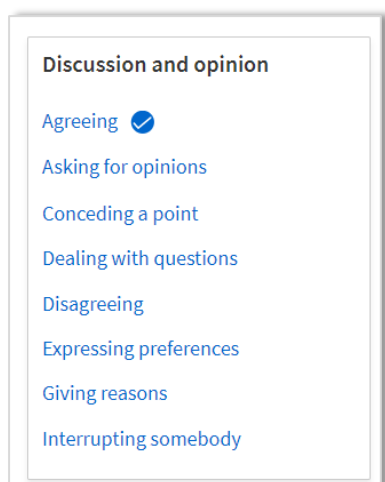 Discussion and opinion
Agreeing
Asking for opinions
Conceding a point
Dealing with questions
Disagreeing
Expressing preferences
Giving reasons
Interrupting somebody